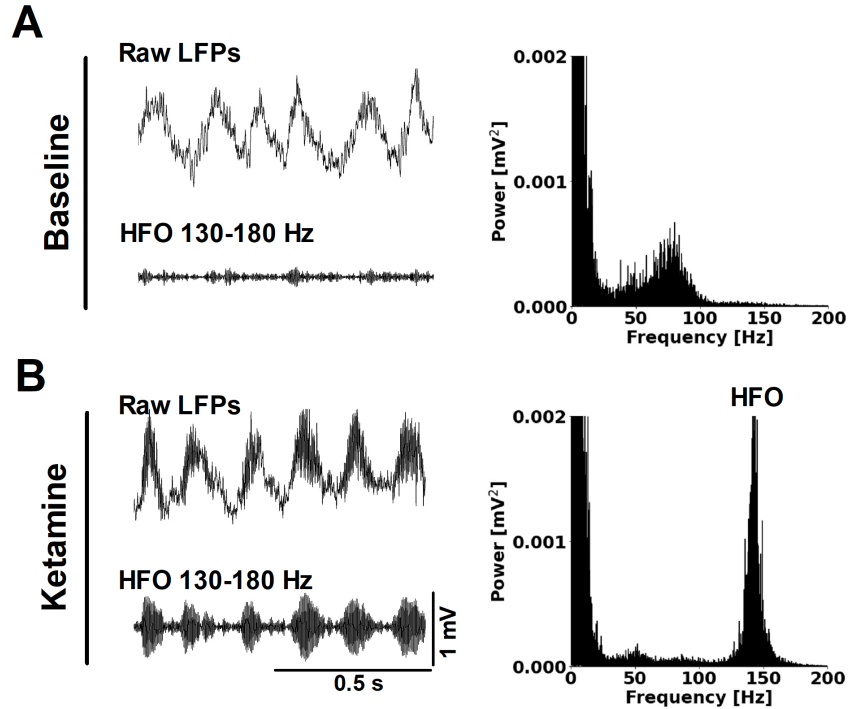 A
Baseline
Raw LFPs
HFO 130-180 Hz
Power [mV²]
0.002
0.001
0.000
0 50 100 150 200
Frequency [Hz]
B
Ketamine
Raw LFPs
HFO 130-180 Hz
1 mV
0.5 s
HFO
Power [mV²]
0.002
0.001
0.000
0 50 100 150 200
Frequency [Hz]